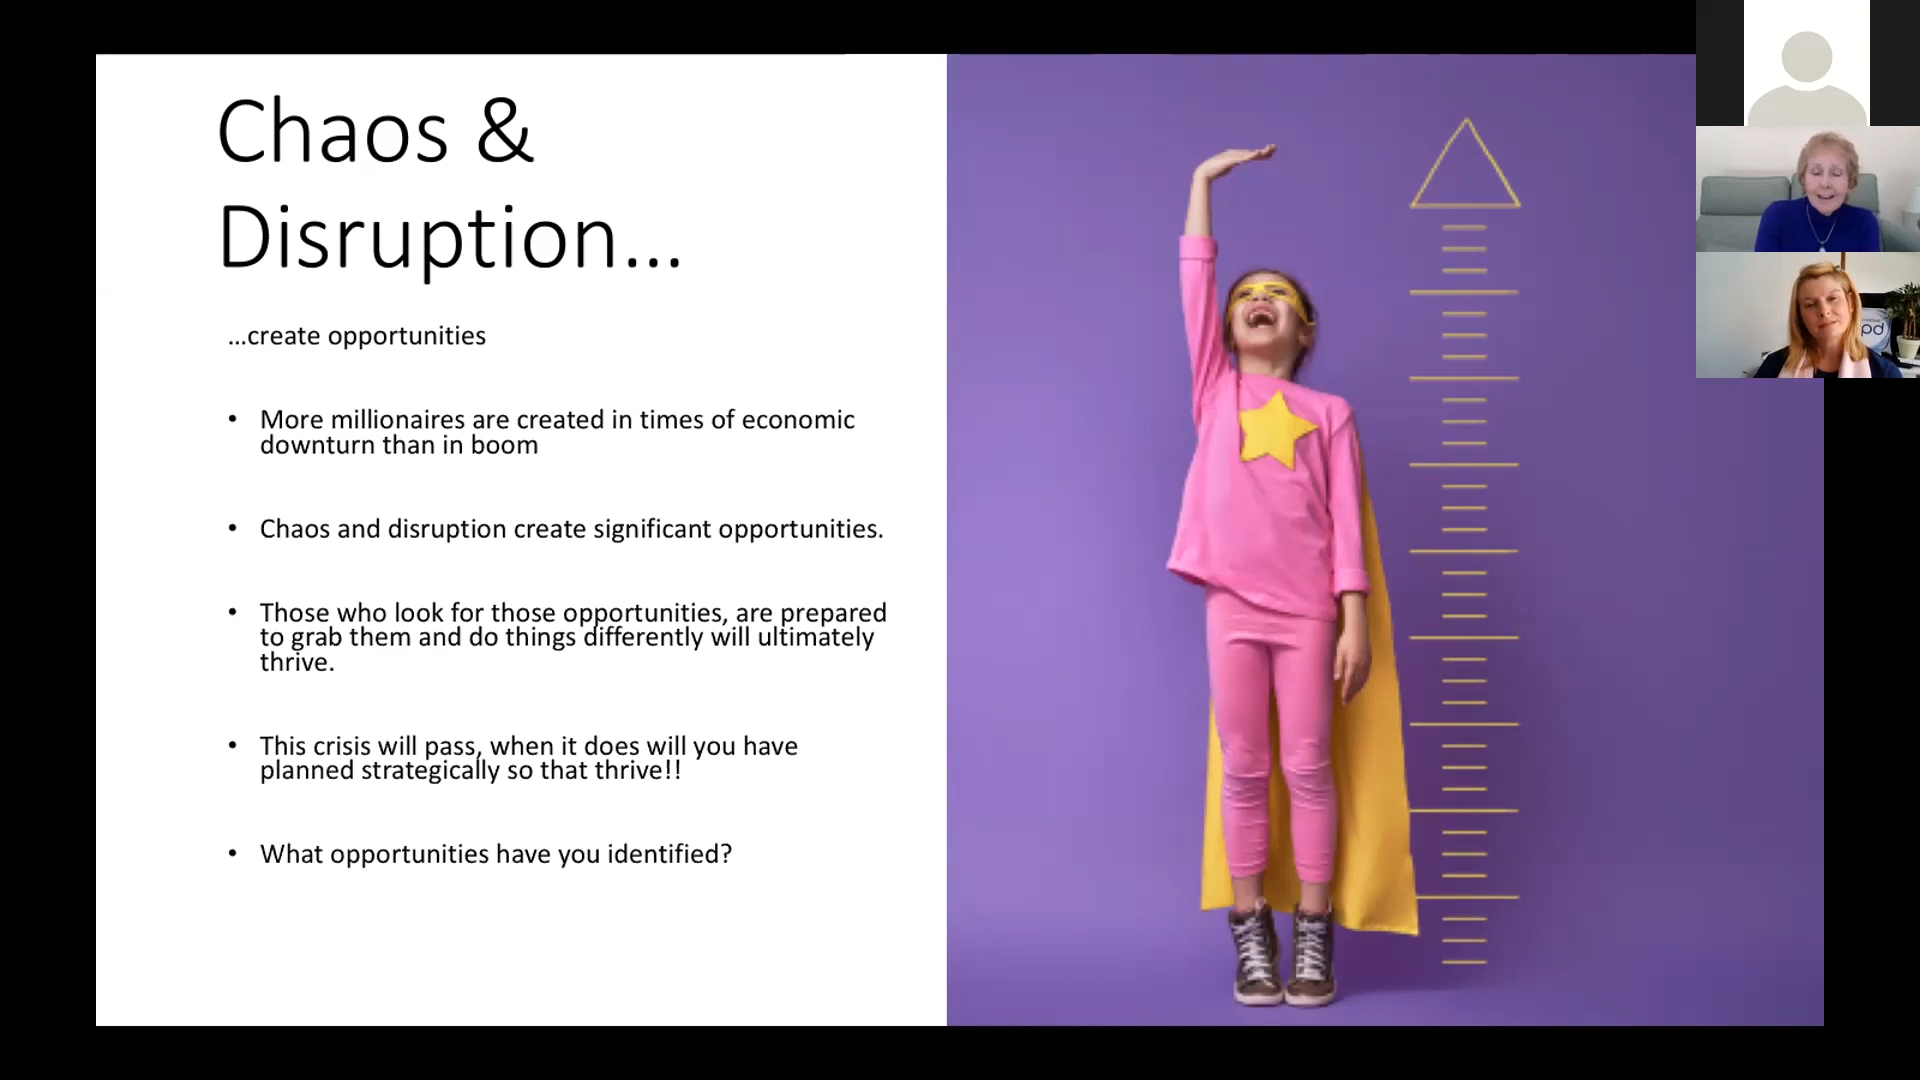 Chaos &
Disruption...
...create opportunities
• More millionaires are created in times of economic
downturn than in boom
• Chaos and disruption create significant opportunities.
• Those who look for those opportunities, are prepared
to grab them and do things differently will ultimately
thrive.
• This crisis will pass, when it does will you have
planned strategically so that thrive!!
• What opportunities have you identified?
pd